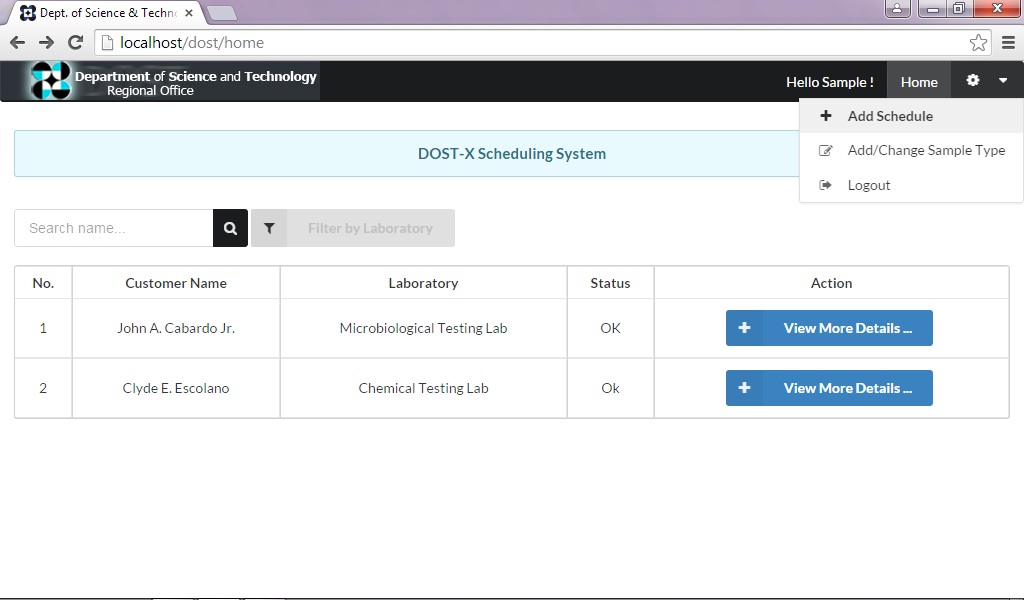 Dept. of Science & Techn
localhost/dost/home
Department of Science and Technology
Regional Office
Hello Sample !
Home
Add Schedule
Add/Change Sample Type
Logout
DOST-X Scheduling System
Search name...
Filter by Laboratory
No. Customer Name Laboratory Status Action
1 John A. Cabardo Jr. Microbiological Testing Lab OK View More Details ...
2 Clyde E. Escolano Chemical Testing Lab Ok View More Details ...